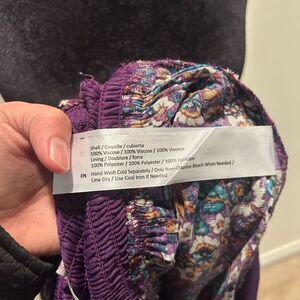 Shell / Coquille / cubierta
100% Viscose / 100% Viscose / 100% Viscosa
Lining / Doublure / forro
100% Polyester / 100% Polyester / 100% Poliéster
EN Hand Wash Cold Separately / Only Non-Chlorine Bleach When Needed /
Line Dry / Use Cool Iron If Needed